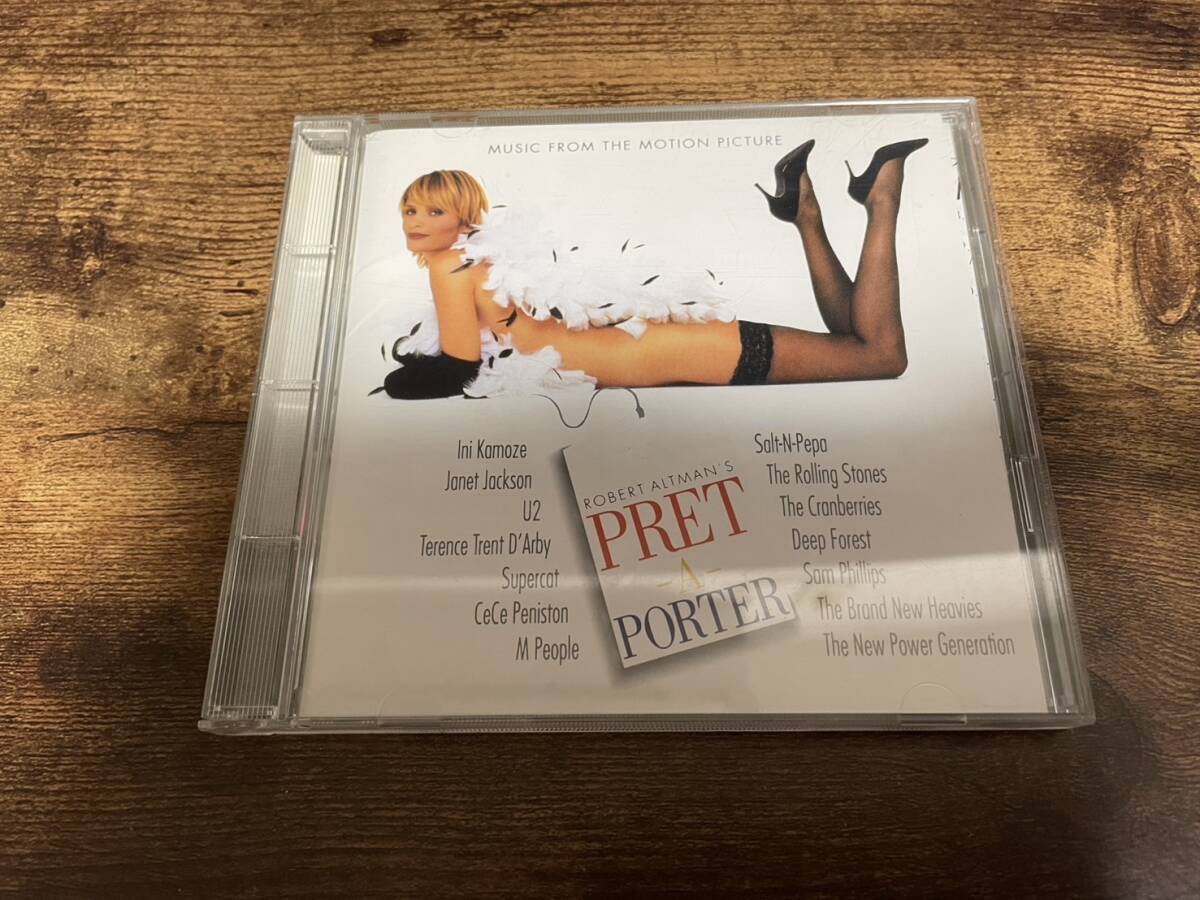 MUSIC FROM THE MOTION PICTURE
Ini Kamoze
Janet Jackson
U2
Terence Trent D'Arby
Supercat
CeCe Peniston
M People
ROBERT ALTMAN'S
PRET
-A-
PORTER
Salt-N-Pepa
The Rolling Stones
The Cranberries
Deep Forest
Sam Phillips
The Brand New Heavies
The New Power Generation